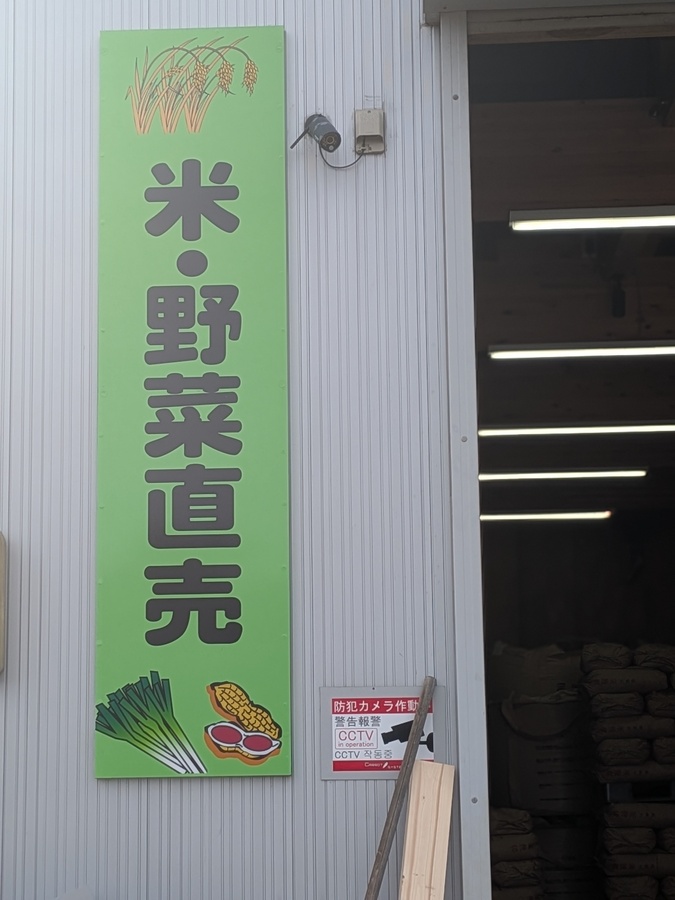 米・野菜直売
防犯カメラ作動
警告報警
CCTV
in operation
CCTV 작동중